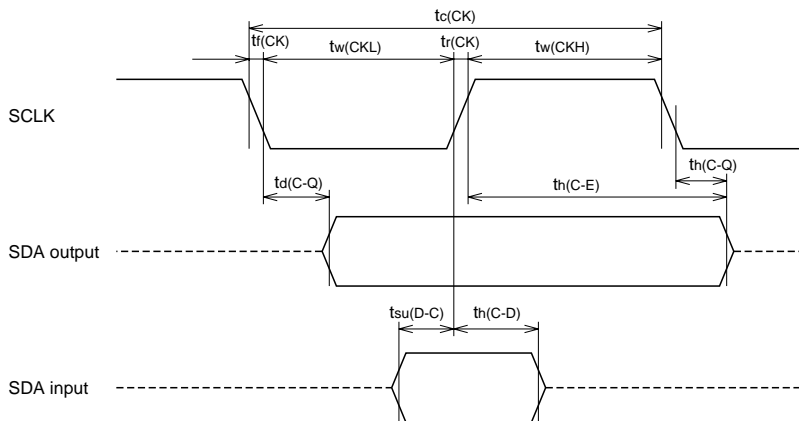 tc(CK)
tf(CK) tw(CKL) tr(CK) tw(CKH)
SCLK
td(C-Q) th(C-E) th(C-Q)
SDA output
tsu(D-C) th(C-D)
SDA input